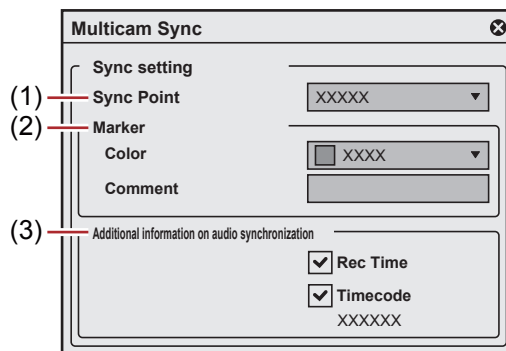 Multicam Sync
Sync setting
(1) Sync Point XXXXX
(2) Marker
Color XXXX
Comment
(3) Additional information on audio synchronization
Rec Time
Timecode
XXXXXX